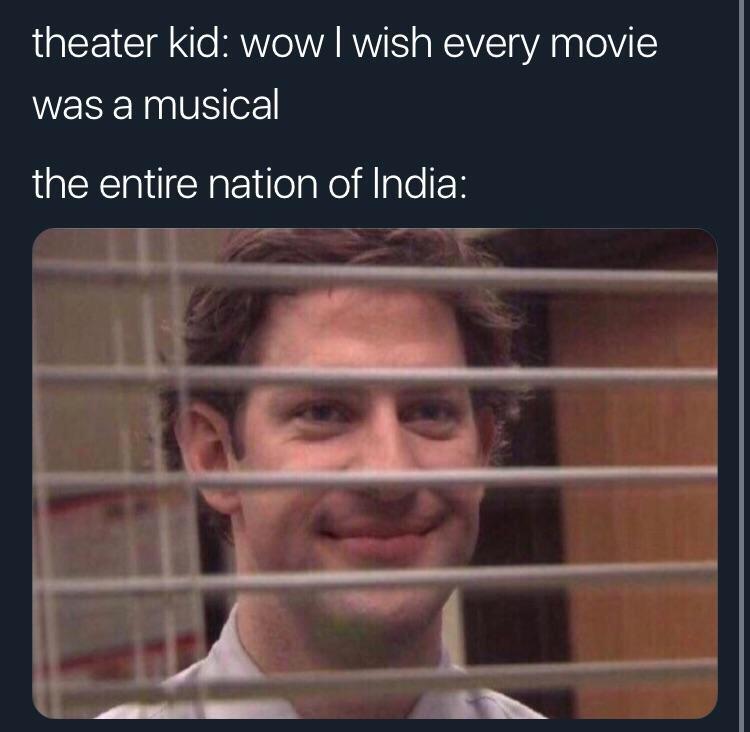 theater kid: wow I wish every movie
was a musical
the entire nation of India: